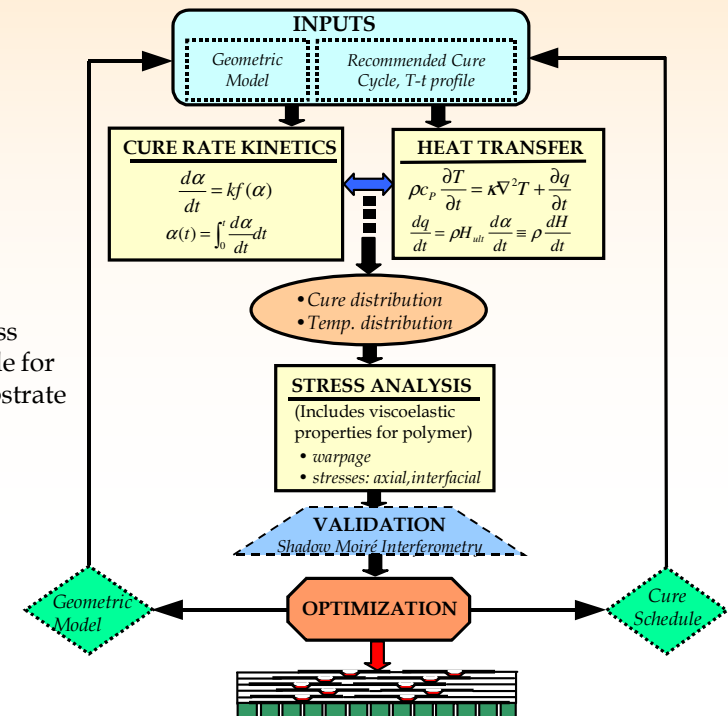 INPUTS
Geometric
Model
Recommended Cure
Cycle, T-t profile
CURE RATE KINETICS
dα/dt = kf(α)
α(t) = ∫₀ᵗ dα/dt dt
HEAT TRANSFER
ρc_P ∂T/∂t = κ∇²T + ∂q/∂t
dq/dt = ρH_ult dα/dt ≡ ρ dH/dt
• Cure distribution
• Temp. distribution
STRESS ANALYSIS
(Includes viscoelastic
properties for polymer)
• warpage
• stresses: axial,interfacial
VALIDATION
Shadow Moiré Interferometry
Geometric
Model
OPTIMIZATION
Cure
Schedule